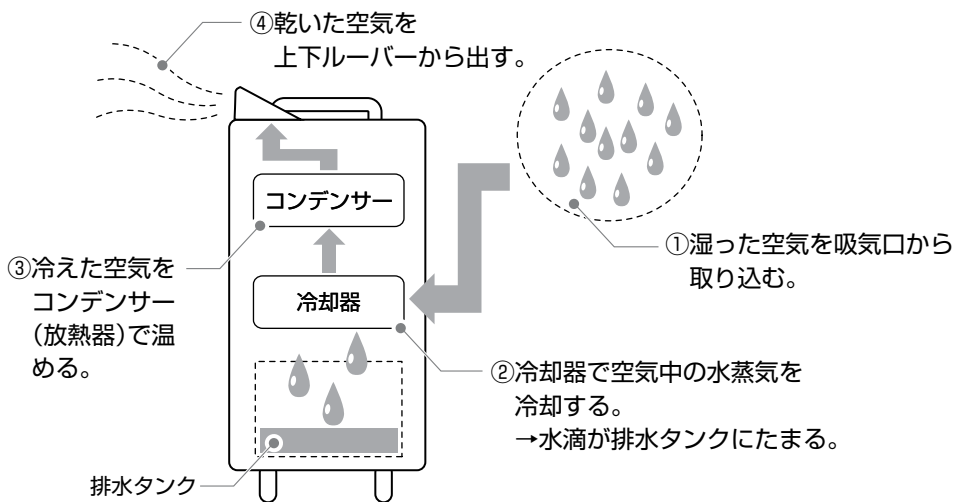 ④乾いた空気を
上下ルーバーから出す。
コンデンサー
①湿った空気を吸気口から
取り込む。
③冷えた空気を
コンデンサー
(放熱器)で温
める。
冷却器
②冷却器で空気中の水蒸気を
冷却する。
→水滴が排水タンクにたまる。
排水タンク